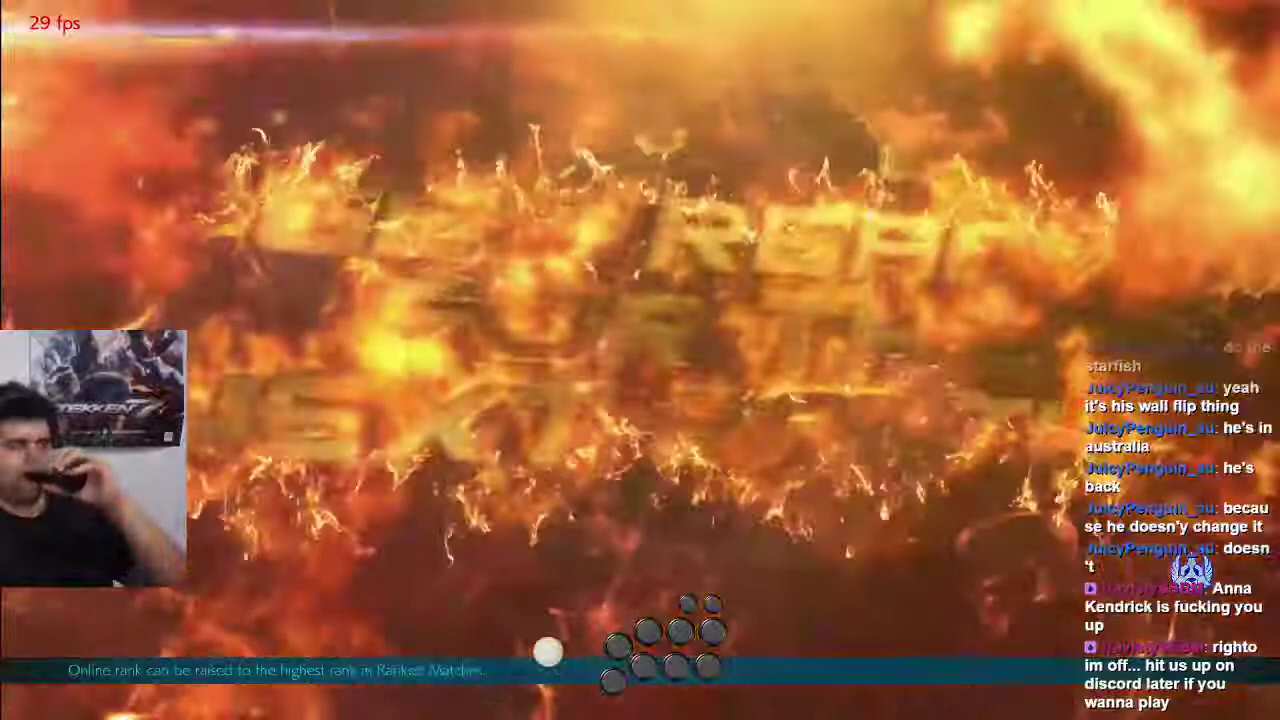 29 fps
TEKKEN 7
do the
starfish
JuicyPenguin_au: yeah
it's his wall flip thing
JuicyPenguin_au: he's in
australia
JuicyPenguin_au: he's
back
JuicyPenguin_au: becau
se he doesn'y change it
JuicyPenguin_au: doesn
't
Anna
Kendrick is fucking you
up
righto
im off... hit us up on
discord later if you
wanna play
Online rank can be raised to the highest rank in Ranked Matches.